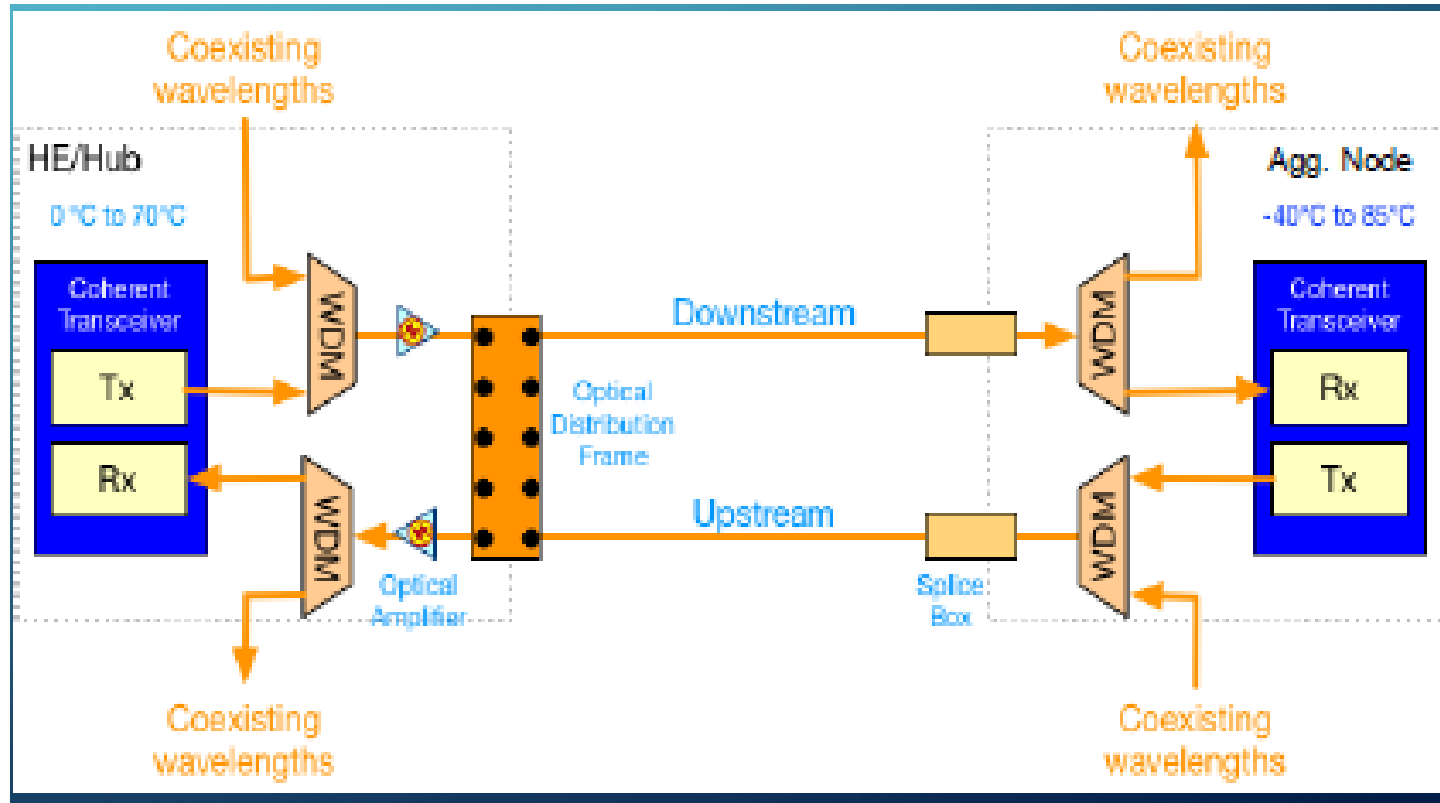 Coexisting
wavelengths
Coexisting
wavelengths
HE/Hub
0°C to 70°C
Agg. Node
-40°C to 85°C
Coherent
Transceiver
Tx
Rx
WDM
WDM
Optical
Amplifier
Optical
Distribution
Frame
Downstream
Upstream
Splice
Box
WDM
WDM
Coherent
Transceiver
Rx
Tx
Coexisting
wavelengths
Coexisting
wavelengths